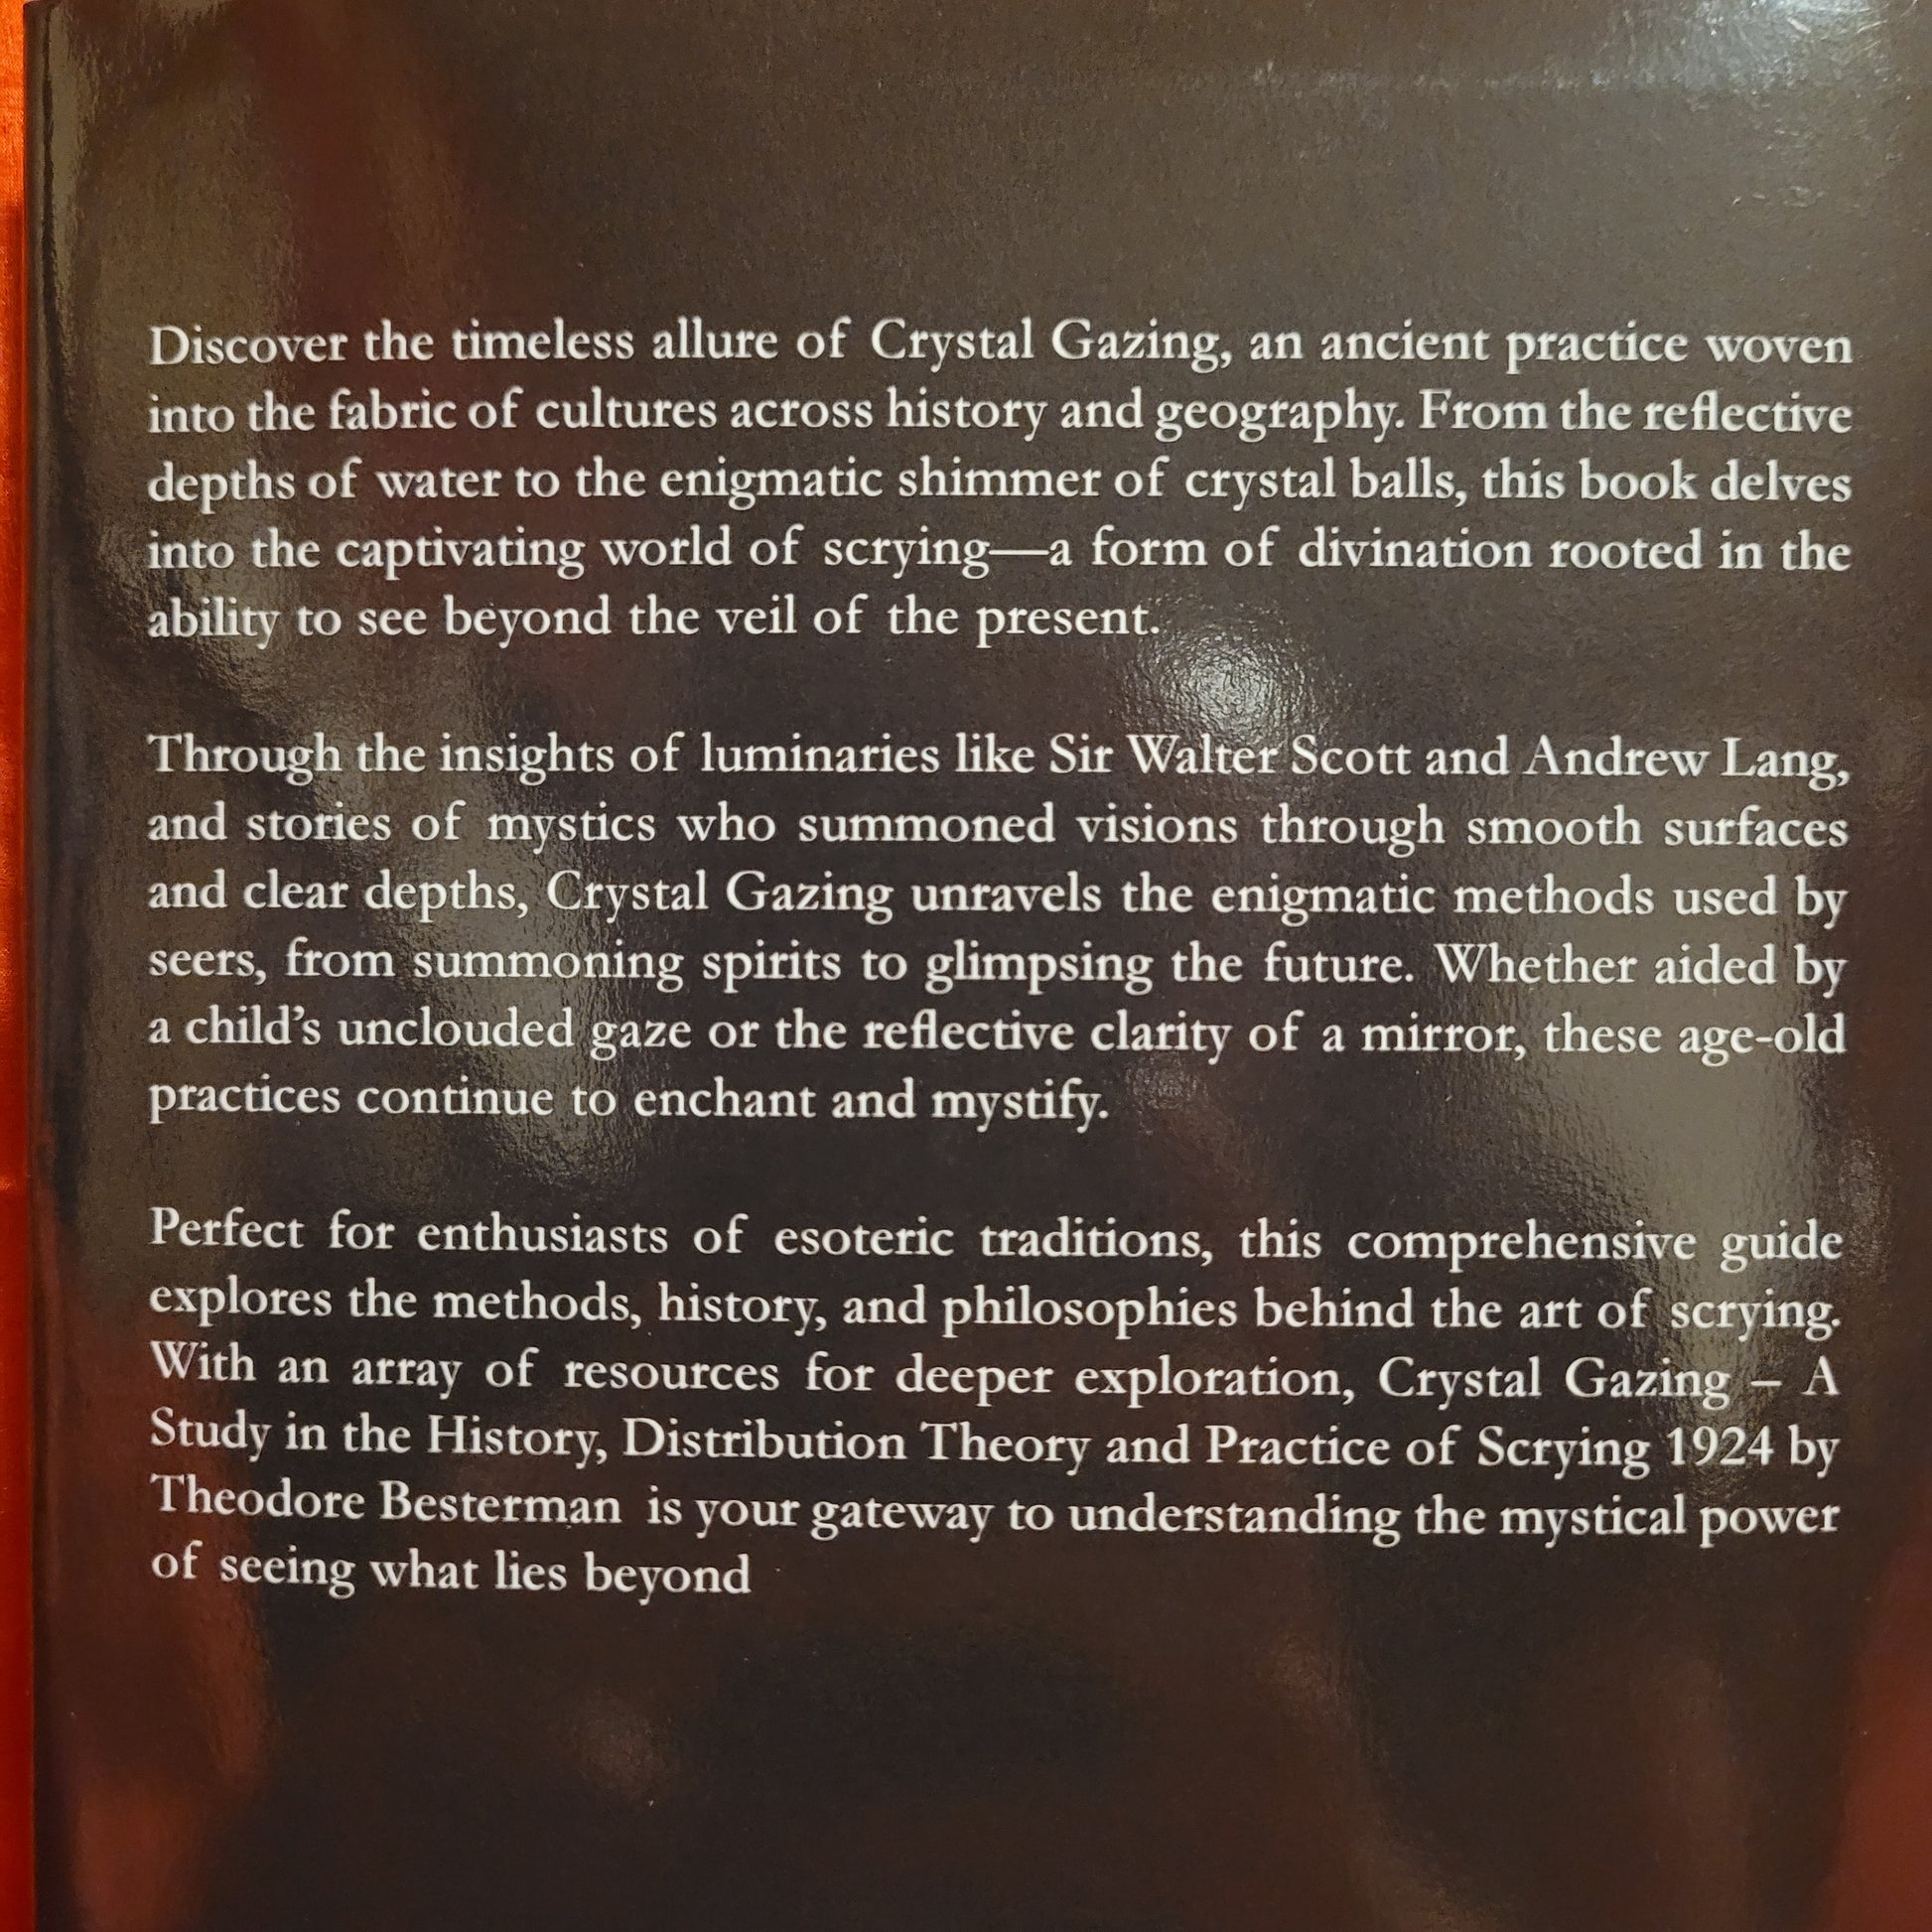 Discover the timeless allure of Crystal Gazing, an ancient practice woven
into the fabric of cultures across history and geography. From the reflective
depths of water to the enigmatic shimmer of crystal balls, this book delves
into the captivating world of scrying—a form of divination rooted in the
ability to see beyond the veil of the present.
Through the insights of luminaries like Sir Walter Scott and Andrew Lang,
and stories of mystics who summoned visions through smooth surfaces
and clear depths, Crystal Gazing unravels the enigmatic methods used by
seers, from summoning spirits to glimpsing the future. Whether aided by
a child’s unclouded gaze or the reflective clarity of a mirror, these age-old
practices continue to enchant and mystify.
Perfect for enthusiasts of esoteric traditions, this comprehensive guide
explores the methods, history, and philosophies behind the art of scrying.
With an array of resources for deeper exploration, Crystal Gazing – A
Study in the History, Distribution Theory and Practice of Scrying 1924 by
Theodore Besterman is your gateway to understanding the mystical power
of seeing what lies beyond